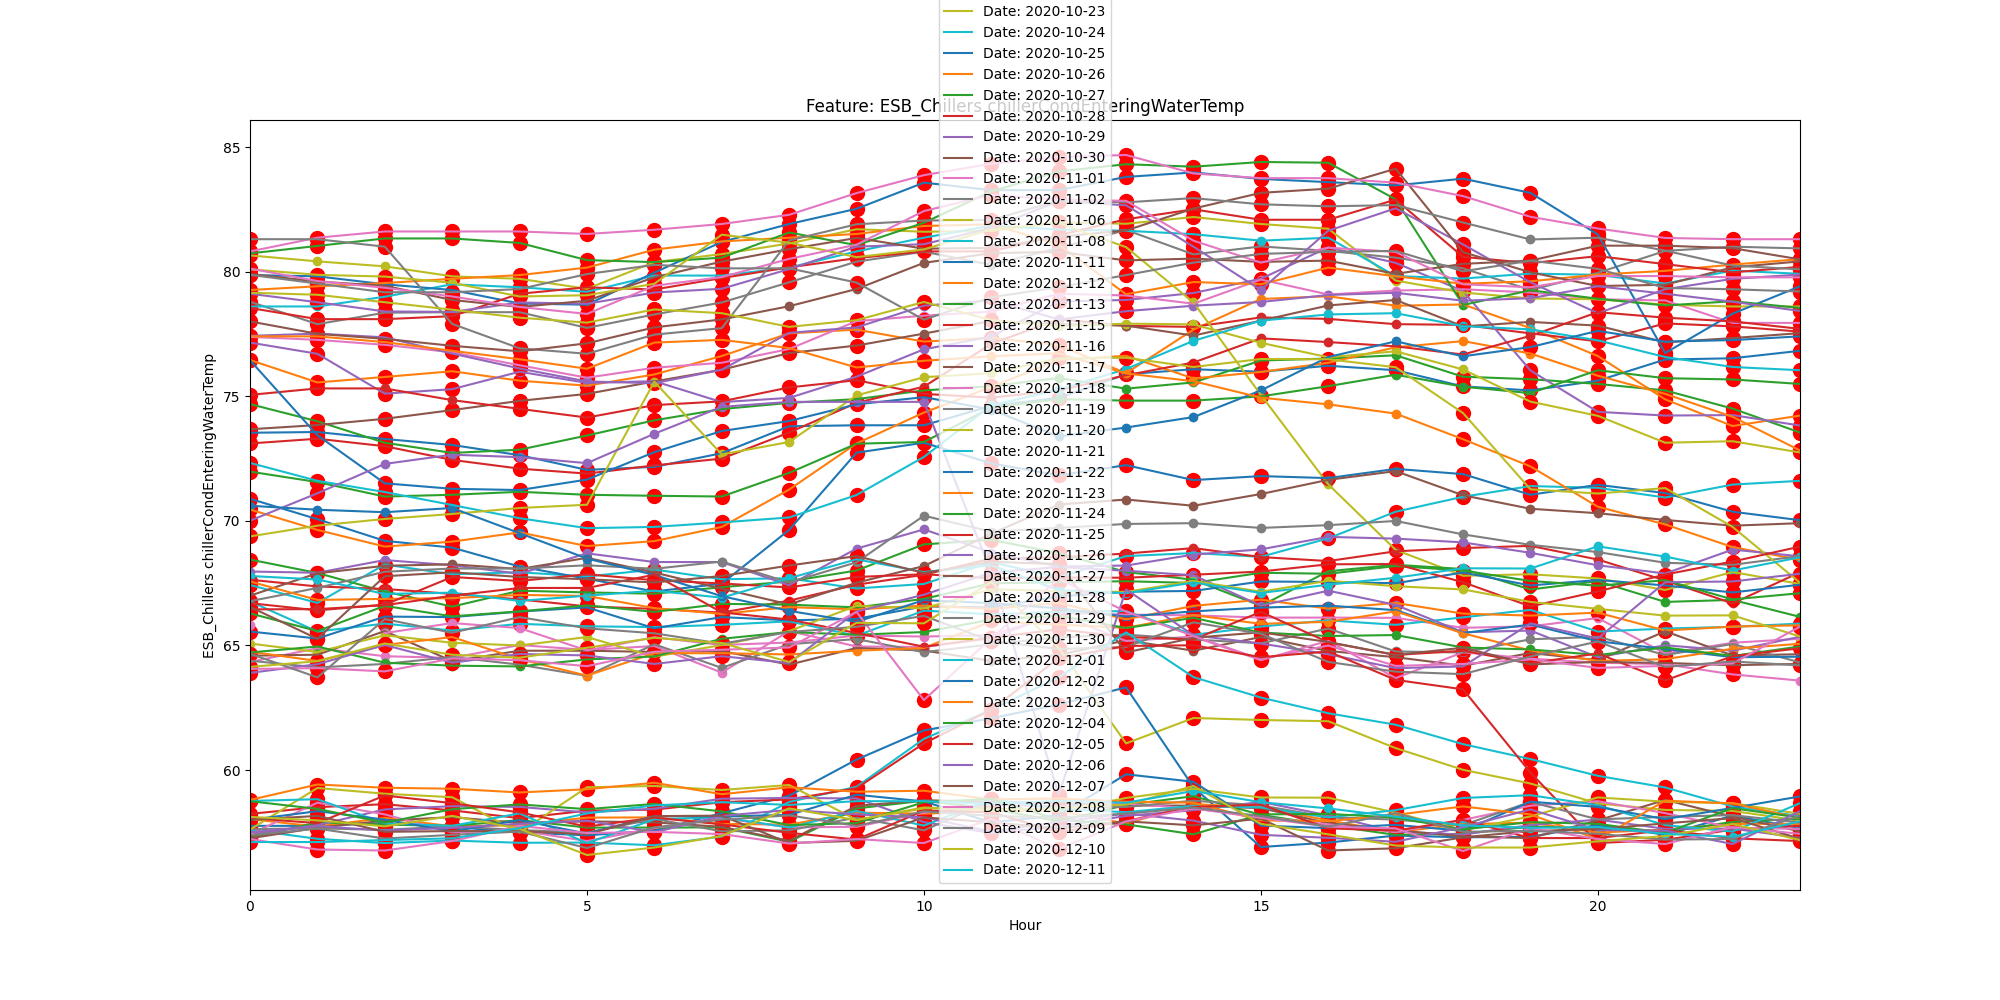 Date: 2020-10-23
Date: 2020-10-24
Date: 2020-10-25
Date: 2020-10-26
Date: 2020-10-27
Feature: ESB_Chillers chillerCondEnteringWaterTemp
Date: 2020-10-28
Date: 2020-10-29
Date: 2020-10-30
Date: 2020-11-01
Date: 2020-11-02
Date: 2020-11-06
Date: 2020-11-08
Date: 2020-11-11
Date: 2020-11-12
Date: 2020-11-13
Date: 2020-11-15
Date: 2020-11-16
Date: 2020-11-17
Date: 2020-11-18
Date: 2020-11-19
Date: 2020-11-20
Date: 2020-11-21
Date: 2020-11-22
Date: 2020-11-23
Date: 2020-11-24
Date: 2020-11-25
Date: 2020-11-26
Date: 2020-11-27
Date: 2020-11-28
Date: 2020-11-29
Date: 2020-11-30
Date: 2020-12-01
Date: 2020-12-02
Date: 2020-12-03
Date: 2020-12-04
Date: 2020-12-05
Date: 2020-12-06
Date: 2020-12-07
Date: 2020-12-08
Date: 2020-12-09
Date: 2020-12-10
Date: 2020-12-11
85
80
75
70
65
60
ESB_Chillers chillerCondEnteringWaterTemp
0 5 10 15 20
Hour